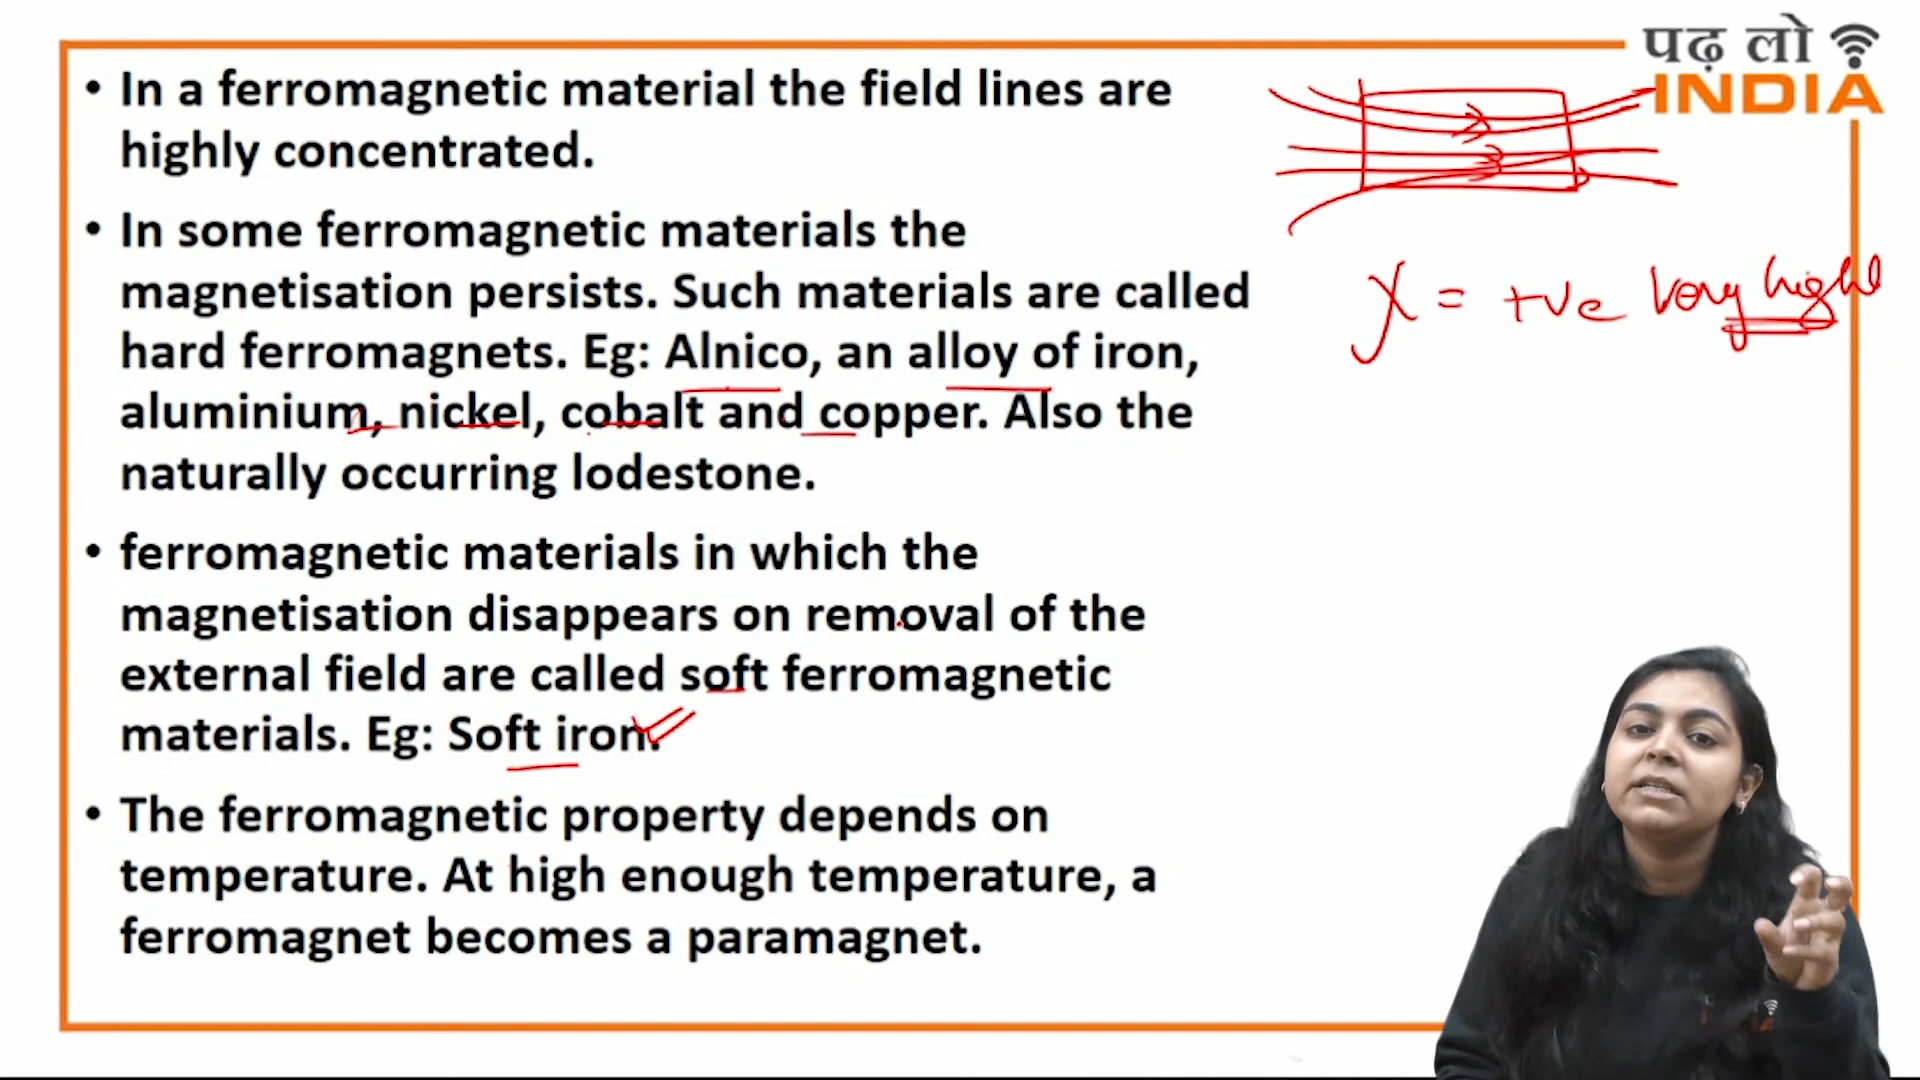 पढ़ लो
INDIA
• In a ferromagnetic material the field lines are
highly concentrated.
• In some ferromagnetic materials the
magnetisation persists. Such materials are called
hard ferromagnets. Eg: Alnico, an alloy of iron,
aluminium, nickel, cobalt and copper. Also the
naturally occurring lodestone.
• ferromagnetic materials in which the
magnetisation disappears on removal of the
external field are called soft ferromagnetic
materials. Eg: Soft iron.
• The ferromagnetic property depends on
temperature. At high enough temperature, a
ferromagnet becomes a paramagnet.
χ = +ve very high